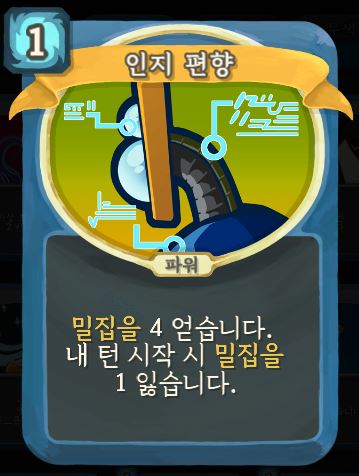 1
인지 편향
파워
밀집을 4 얻습니다.
내 턴 시작 시 밀집을
1 잃습니다.